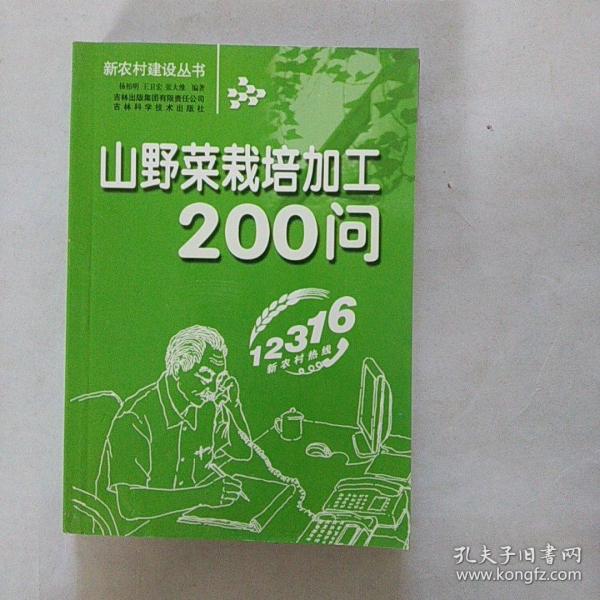 新农村建设丛书
杨柏明 王卫宏 张大维 编著
吉林出版集团有限责任公司
吉林科学技术出版社
山野菜栽培加工
200问
12316
新农村热线
孔夫子旧书网
www.kongfz.com